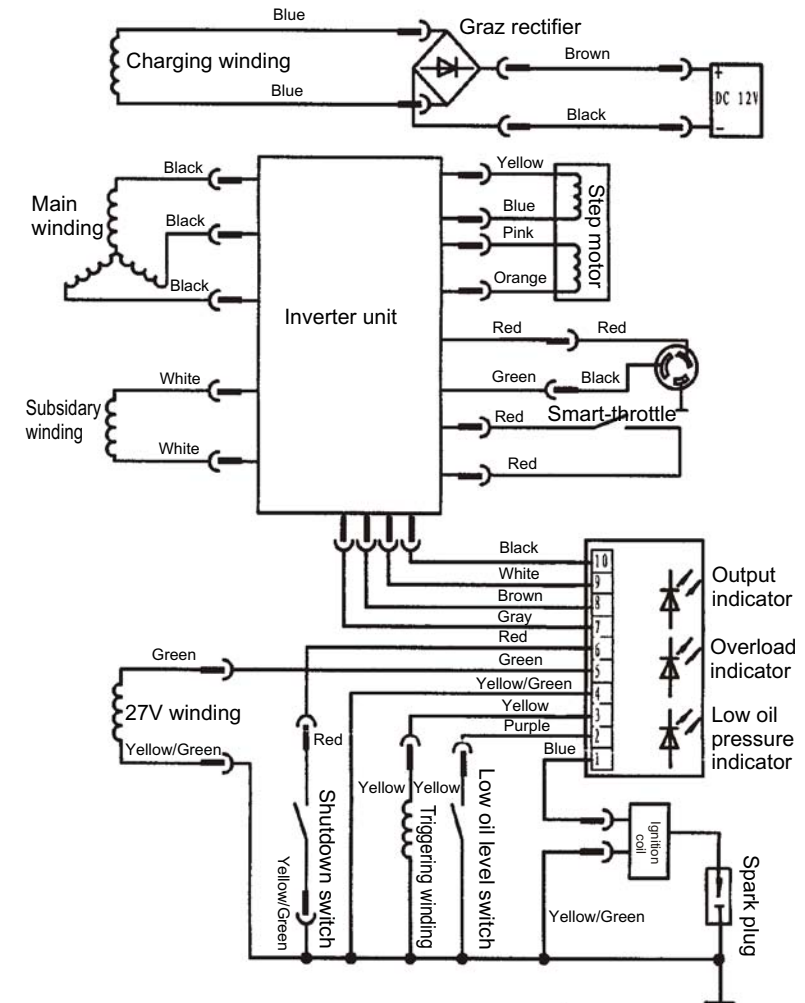 Blue
Graz rectifier
Charging winding
Brown
+
DC 12V
Blue
Black
−
Black
Yellow
Main
winding
Black
Blue
Pink
Step motor
Black
Orange
Inverter unit
Red
Red
White
Green
Black
Subsidary
winding
Red
Smart-throttle
White
Red
Black
10
White
9
Brown
8
Gray
7
Red
6
Green
5
Yellow/Green
4
Yellow
3
Purple
2
Blue
1
Output
indicator
Overload
indicator
Low oil
pressure
indicator
Green
27V winding
Yellow/Green
Red
Shutdown switch
Yellow/Green
Yellow
Yellow
Triggering winding
Low oil level switch
Ignition
coil
Yellow/Green
Spark plug